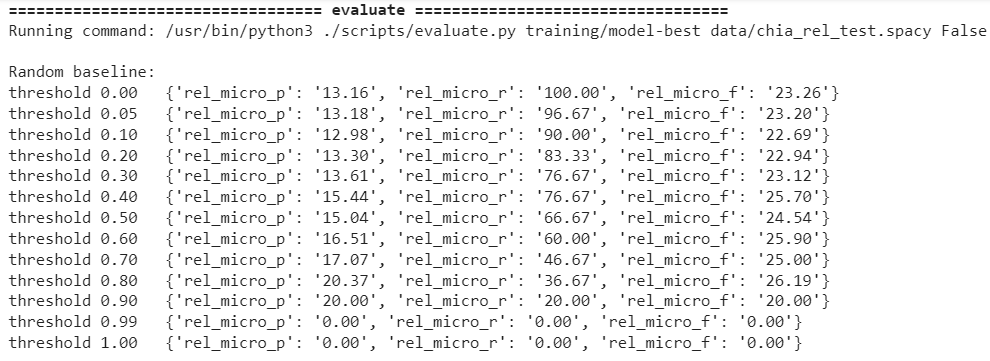 ================================== evaluate ==================================
Running command: /usr/bin/python3 ./scripts/evaluate.py training/model-best data/chia_rel_test.spacy False
Random baseline:
threshold 0.00 {'rel_micro_p': '13.16', 'rel_micro_r': '100.00', 'rel_micro_f': '23.26'}
threshold 0.05 {'rel_micro_p': '13.18', 'rel_micro_r': '96.67', 'rel_micro_f': '23.20'}
threshold 0.10 {'rel_micro_p': '12.98', 'rel_micro_r': '90.00', 'rel_micro_f': '22.69'}
threshold 0.20 {'rel_micro_p': '13.30', 'rel_micro_r': '83.33', 'rel_micro_f': '22.94'}
threshold 0.30 {'rel_micro_p': '13.61', 'rel_micro_r': '76.67', 'rel_micro_f': '23.12'}
threshold 0.40 {'rel_micro_p': '15.44', 'rel_micro_r': '76.67', 'rel_micro_f': '25.70'}
threshold 0.50 {'rel_micro_p': '15.04', 'rel_micro_r': '66.67', 'rel_micro_f': '24.54'}
threshold 0.60 {'rel_micro_p': '16.51', 'rel_micro_r': '60.00', 'rel_micro_f': '25.90'}
threshold 0.70 {'rel_micro_p': '17.07', 'rel_micro_r': '46.67', 'rel_micro_f': '25.00'}
threshold 0.80 {'rel_micro_p': '20.37', 'rel_micro_r': '36.67', 'rel_micro_f': '26.19'}
threshold 0.90 {'rel_micro_p': '20.00', 'rel_micro_r': '20.00', 'rel_micro_f': '20.00'}
threshold 0.99 {'rel_micro_p': '0.00', 'rel_micro_r': '0.00', 'rel_micro_f': '0.00'}
threshold 1.00 {'rel_micro_p': '0.00', 'rel_micro_r': '0.00', 'rel_micro_f': '0.00'}